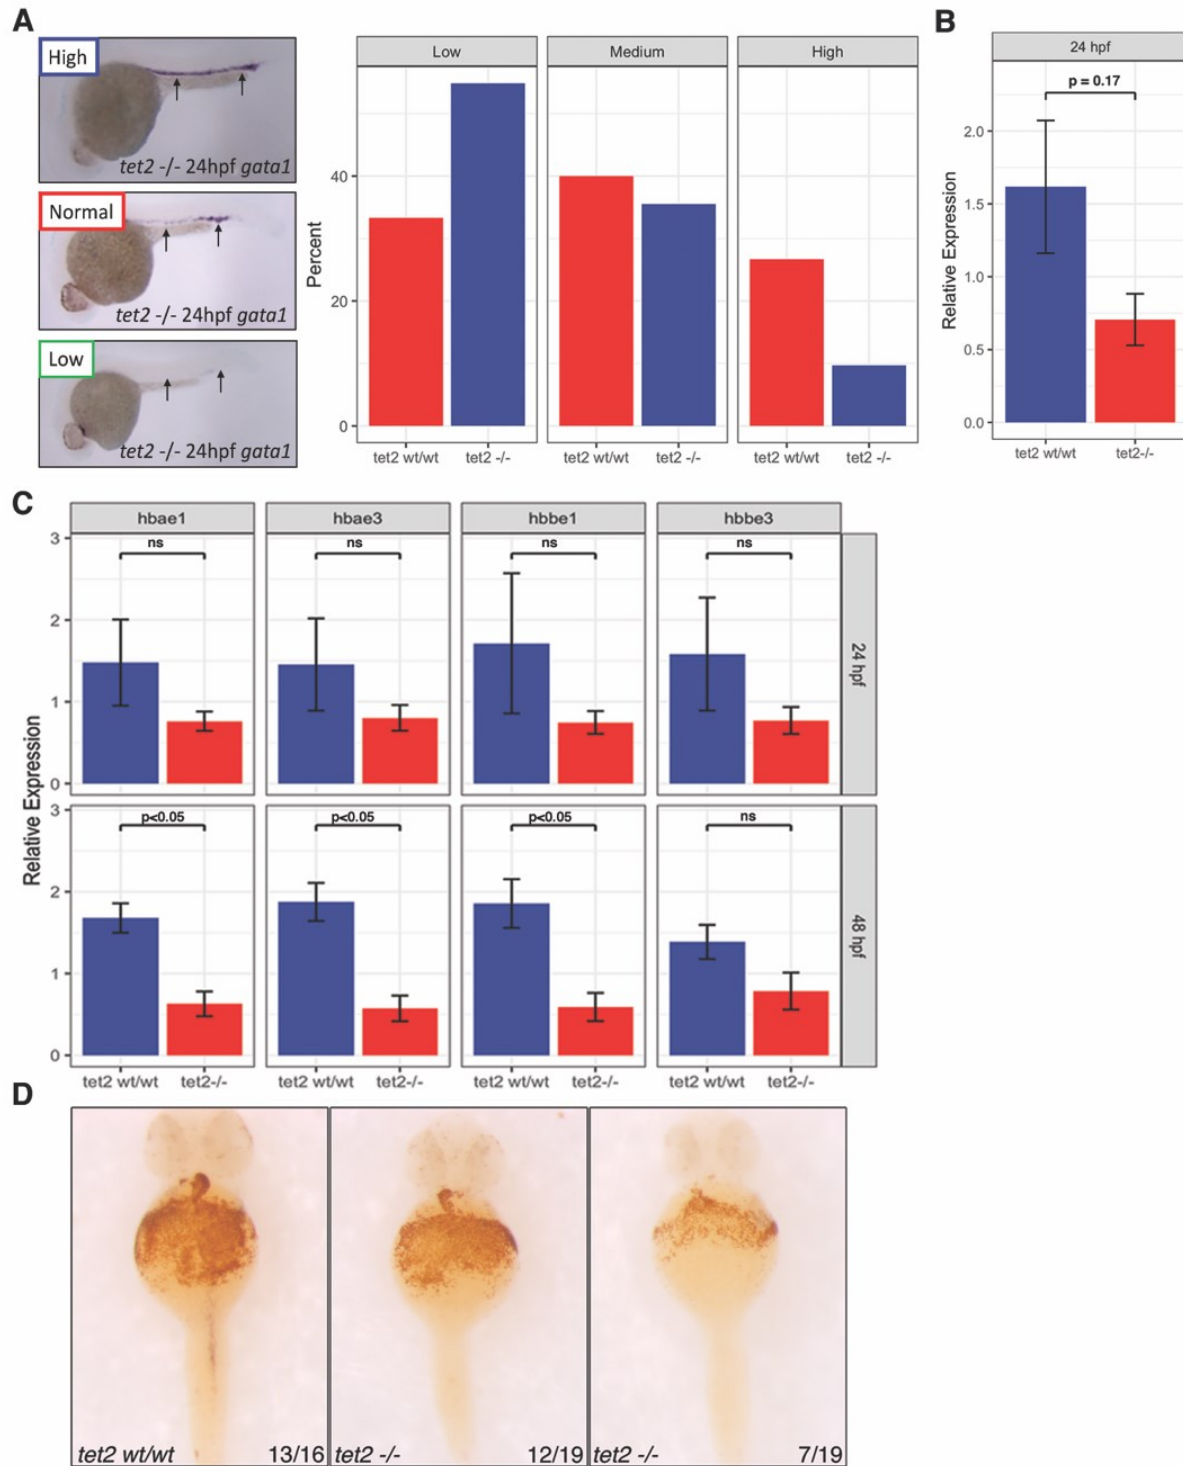 A
High
tet2 -/- 24hpf gata1
Normal
tet2 -/- 24hpf gata1
Low
tet2 -/- 24hpf gata1
Low Medium High
Percent
40
20
0
tet2 wt/wt tet2 -/- tet2 wt/wt tet2 -/- tet2 wt/wt tet2 -/-
B
24 hpf
p = 0.17
Relative Expression
2.0
1.5
1.0
0.5
0.0
tet2 wt/wt tet2-/-
C
hbae1 hbae3 hbbe1 hbbe3
Relative Expression
3
ns ns ns ns
2
1
0
24 hpf
3
p<0.05 p<0.05 p<0.05 ns
2
1
0
48 hpf
tet2 wt/wt tet2-/- tet2 wt/wt tet2-/- tet2 wt/wt tet2-/- tet2 wt/wt tet2-/-
D
tet2 wt/wt 13/16 tet2 -/- 12/19 tet2 -/- 7/19